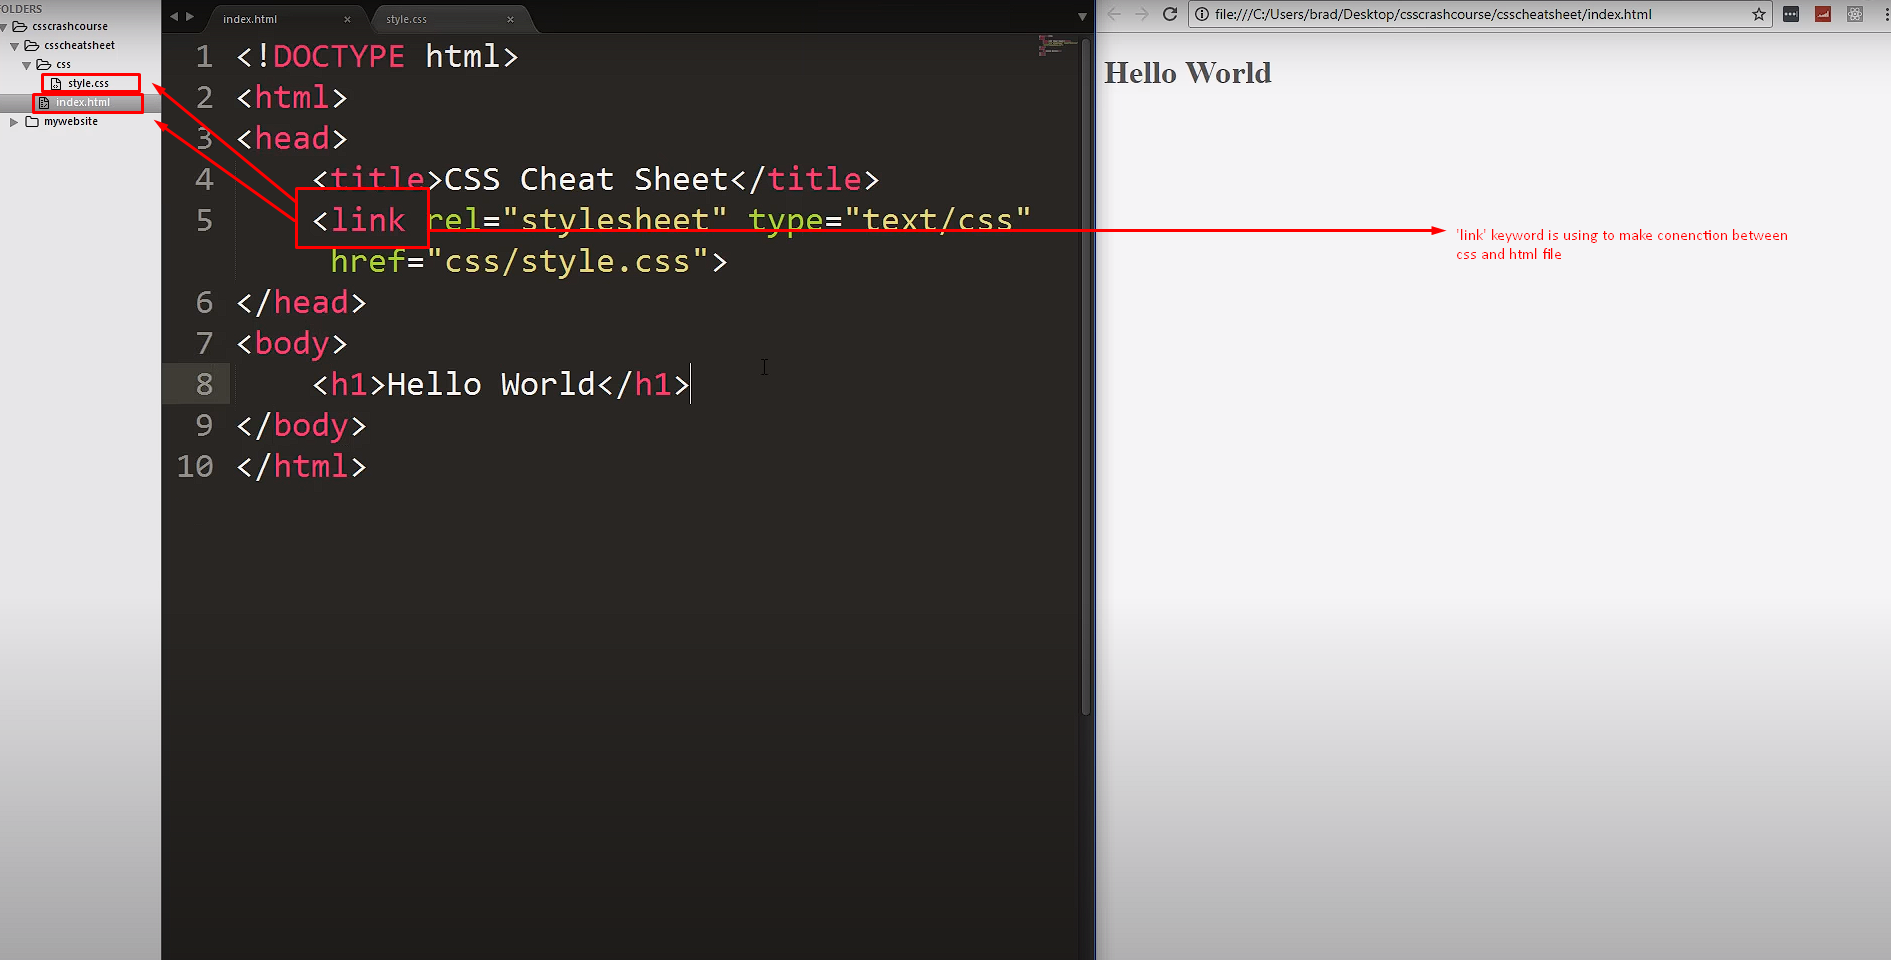 FOLDERS
csscrashcourse
csscheatsheet
css
style.css
index.html
mywebsite
index.html × style.css ×
1 <!DOCTYPE html>
2 <html>
3 <head>
4 <title>CSS Cheat Sheet</title>
5 <link rel="stylesheet" type="text/css"
href="css/style.css">
6 </head>
7 <body>
8 <h1>Hello World</h1>
9 </body>
10 </html>
file:///C:/Users/brad/Desktop/csscrashcourse/csscheatsheet/index.html
Hello World
'link' keyword is using to make conenction between
css and html file